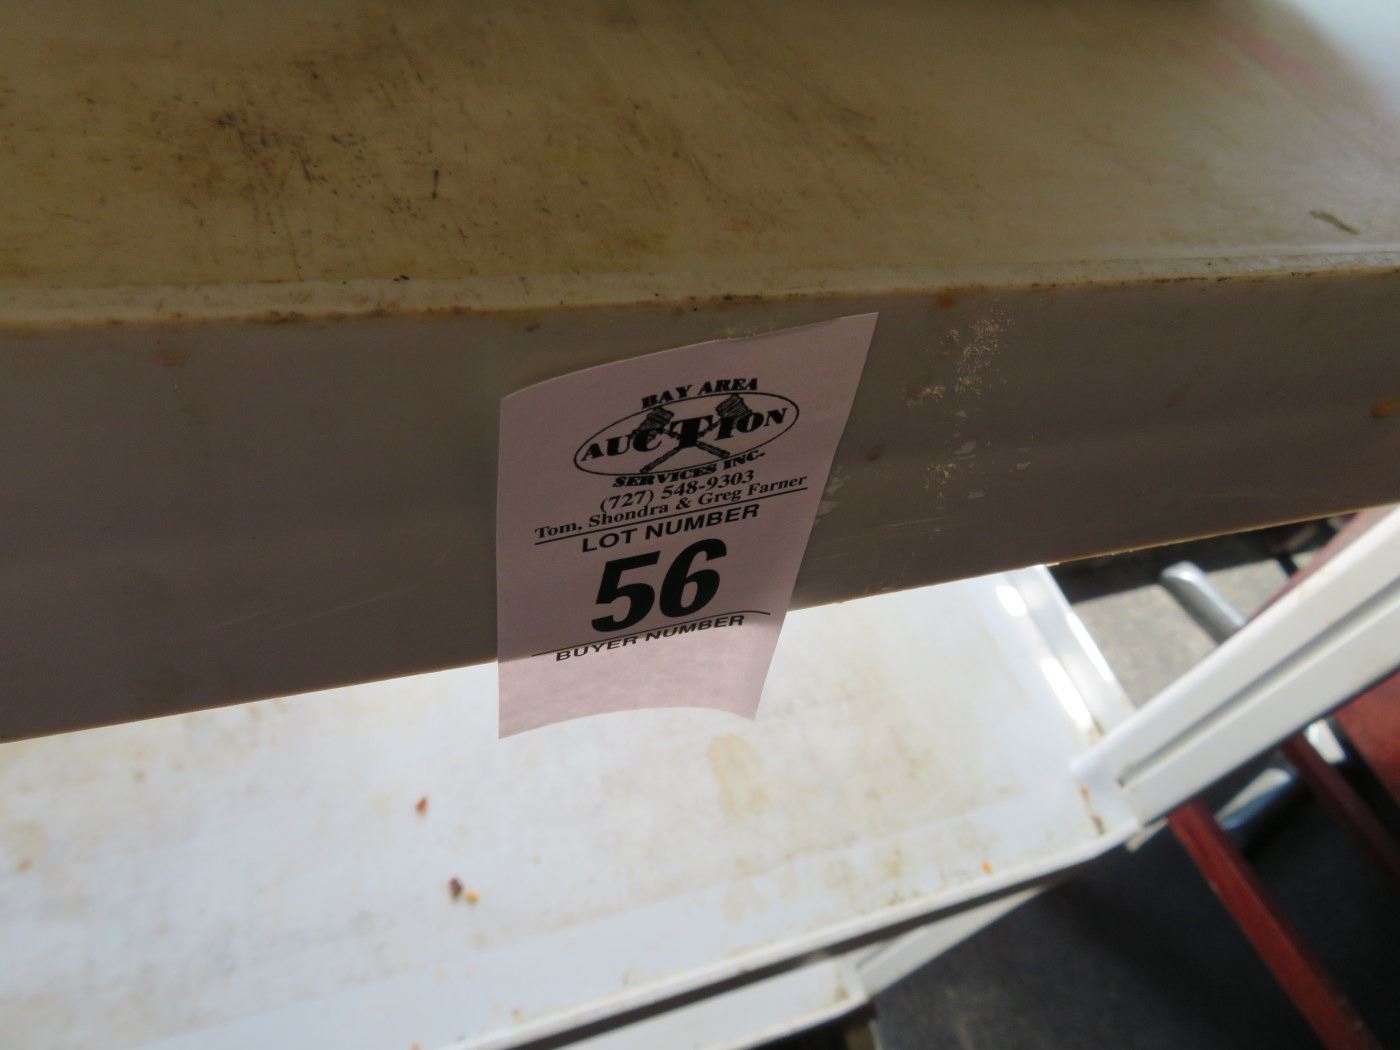 BAY AREA
AUCTION
SERVICES INC-
(727) 548-9303
Tom, Shondra & Greg Farner
LOT NUMBER
56
BUYER NUMBER